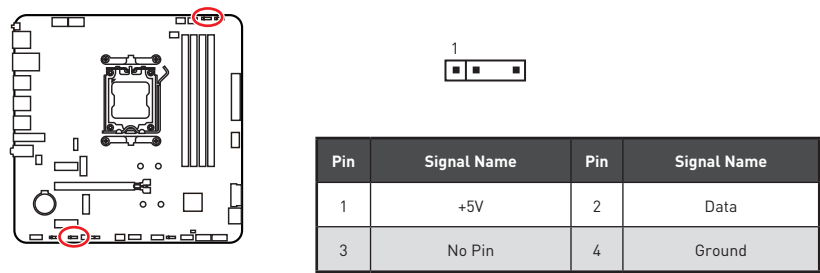 1
Pin Signal Name Pin Signal Name
1 +5V 2 Data
3 No Pin 4 Ground